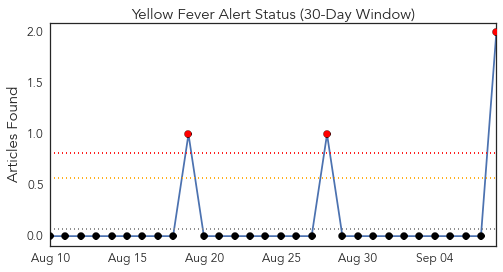 Yellow Fever Alert Status (30-Day Window)
Articles Found
2.0
1.5
1.0
0.5
0.0
Aug 10 Aug 15 Aug 20 Aug 25 Aug 30 Sep 04